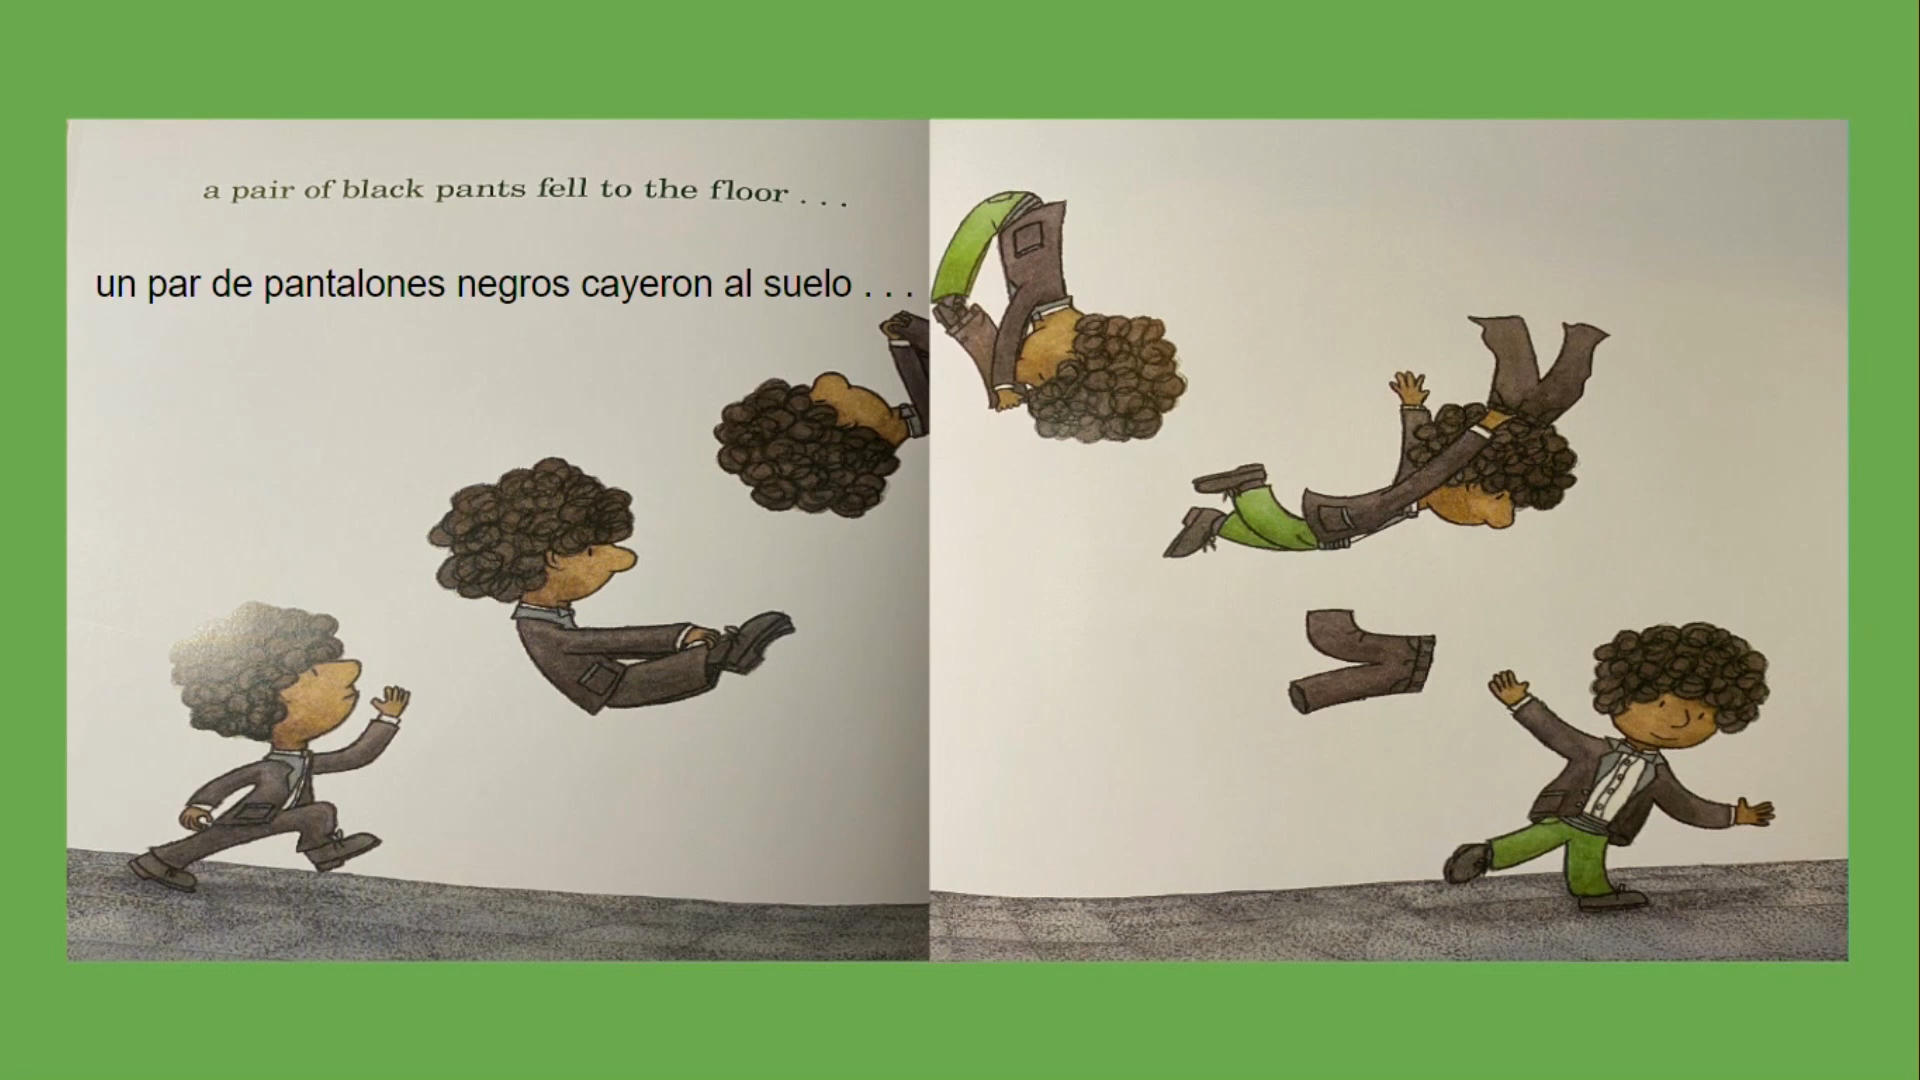 a pair of black pants fell to the floor . . .
un par de pantalones negros cayeron al suelo . . .